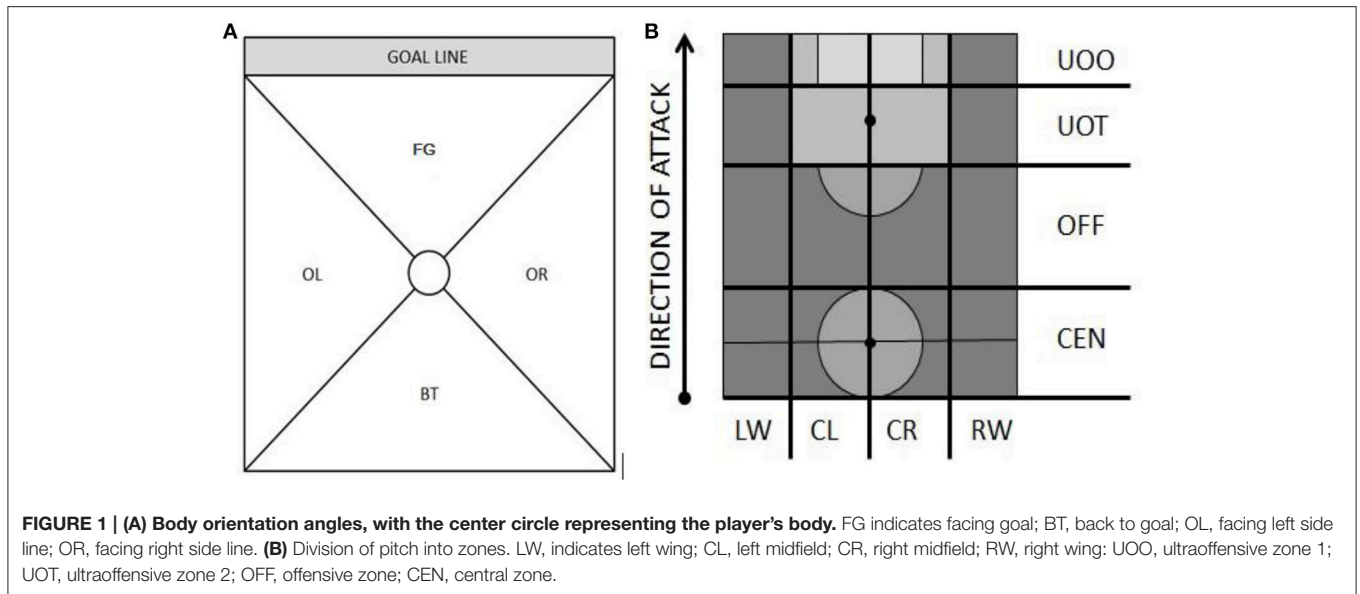 A
GOAL LINE
FG
OL
OR
BT
B
DIRECTION OF ATTACK
UOO
UOT
OFF
CEN
LW CL CR RW
FIGURE 1 | (A) Body orientation angles, with the center circle representing the player's body. FG indicates facing goal; BT, back to goal; OL, facing left side
line; OR, facing right side line. (B) Division of pitch into zones. LW, indicates left wing; CL, left midfield; CR, right midfield; RW, right wing: UOO, ultraoffensive zone 1;
UOT, ultraoffensive zone 2; OFF, offensive zone; CEN, central zone.